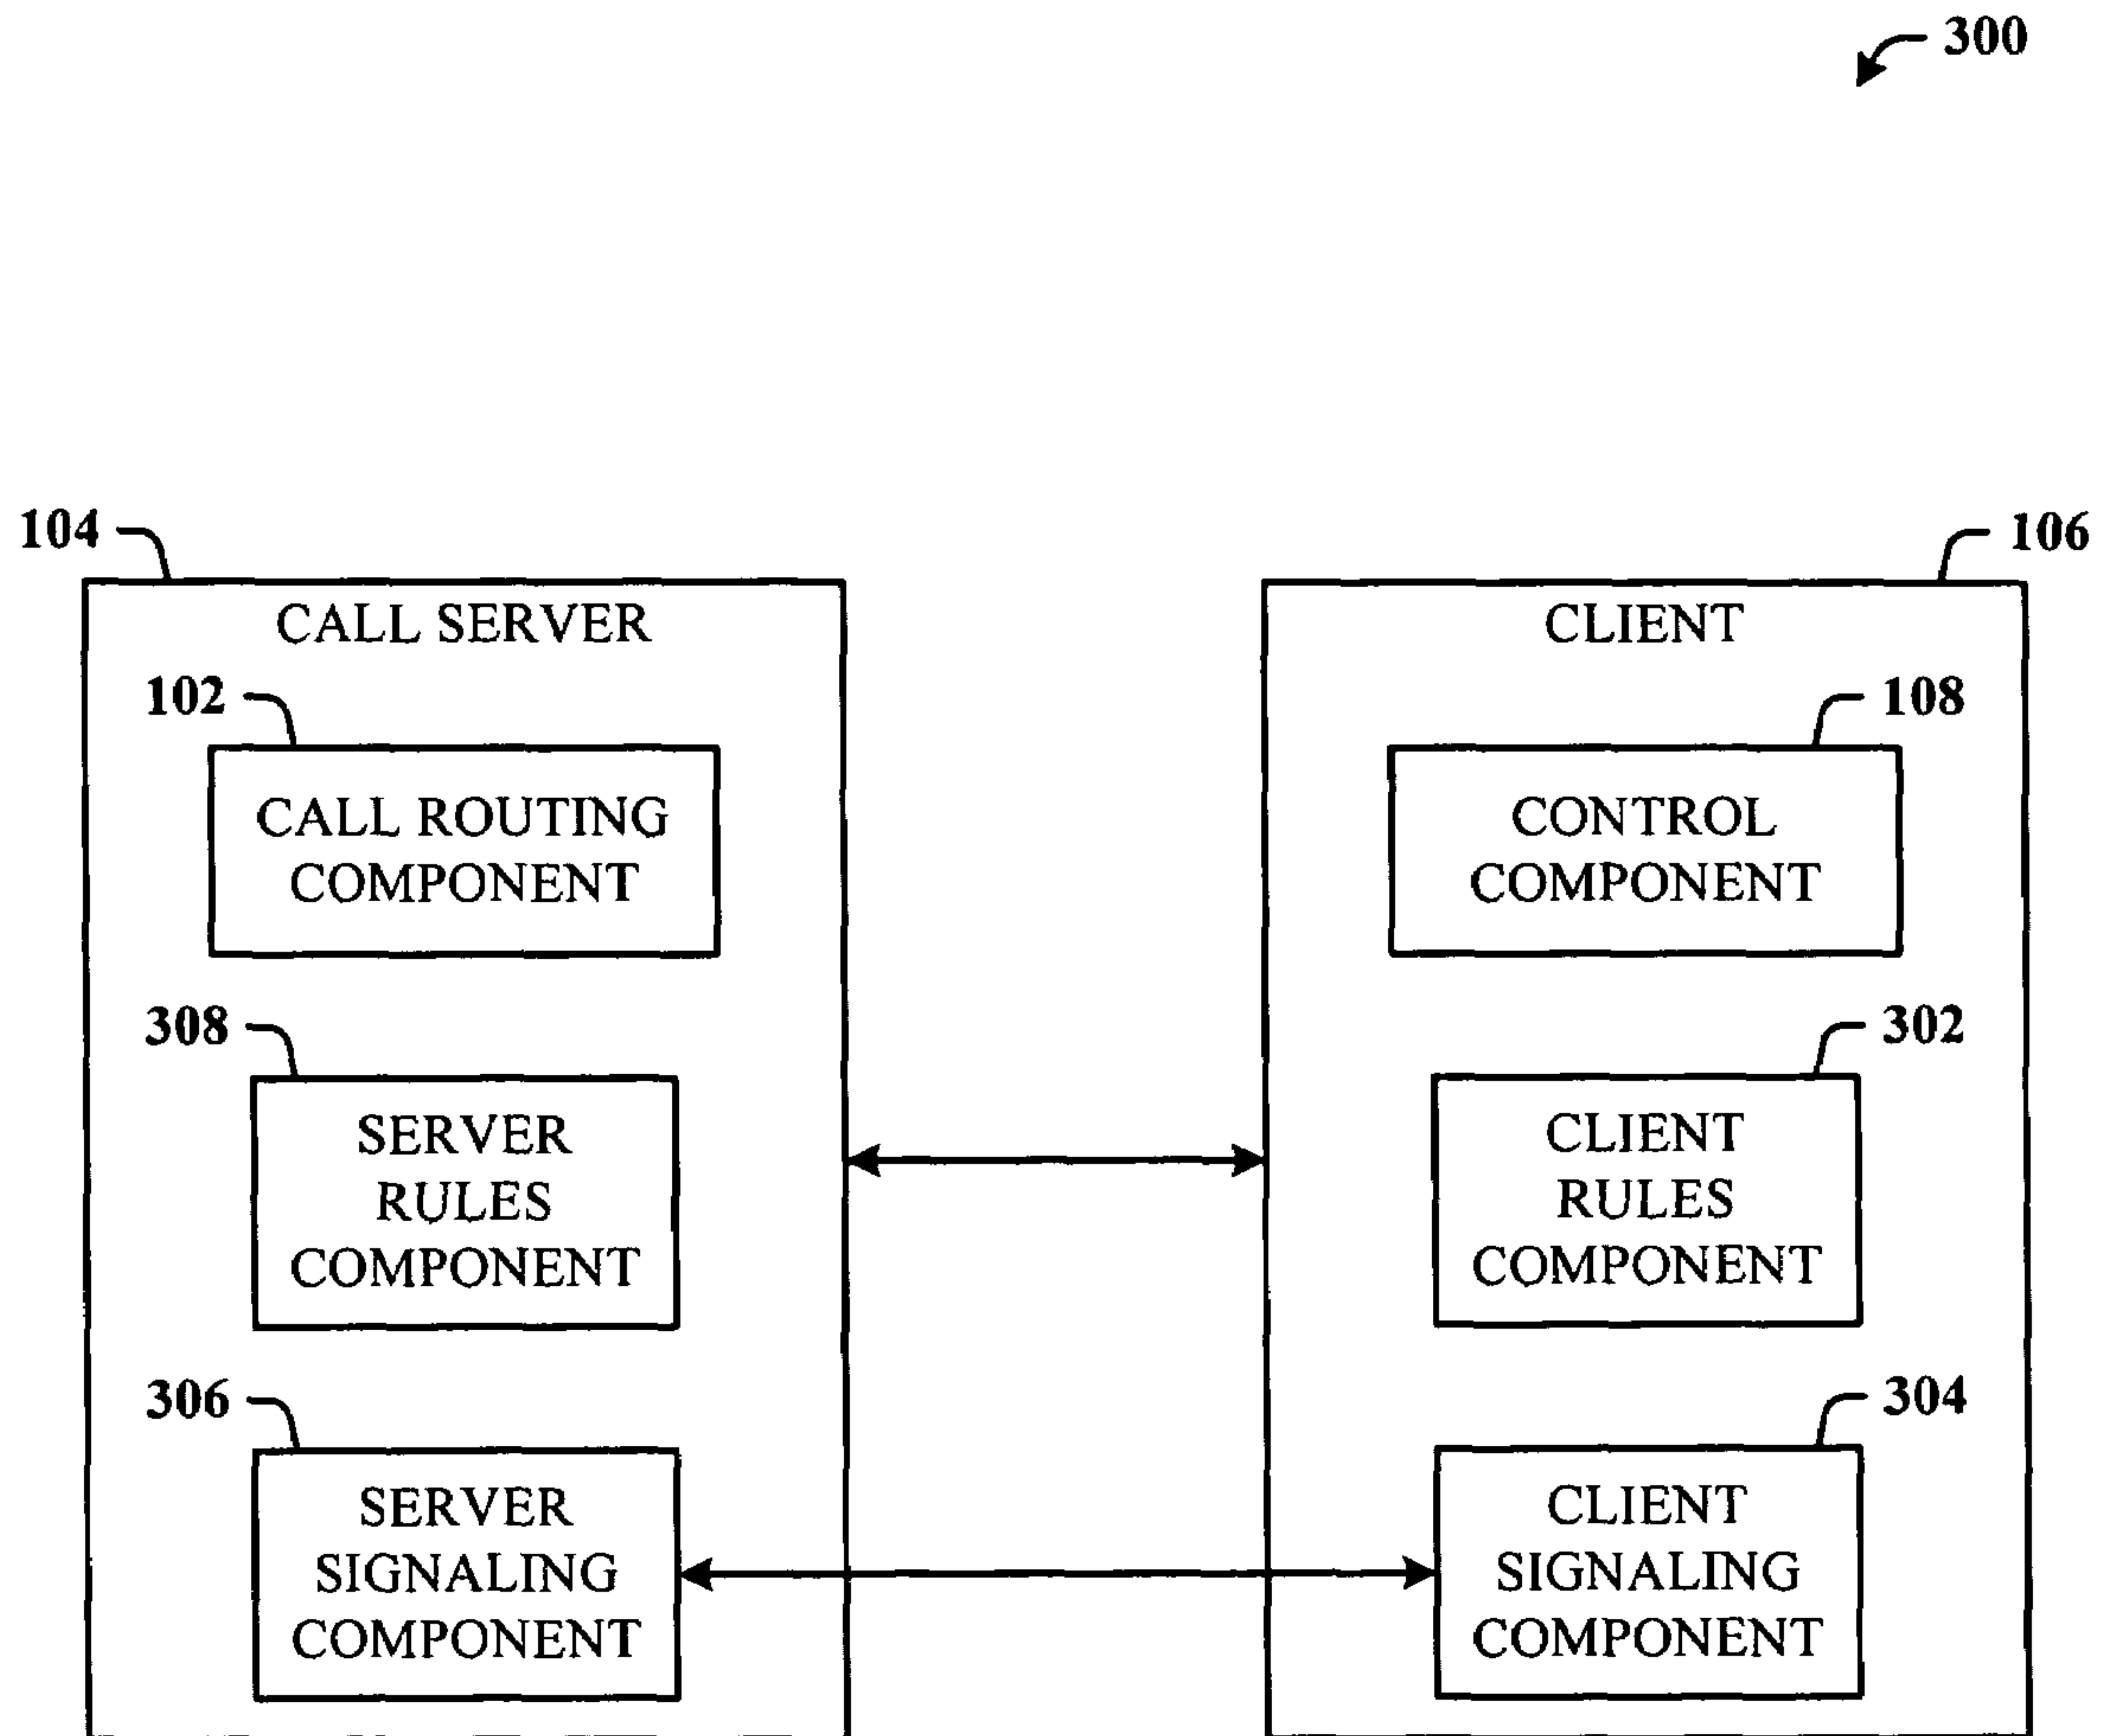 300
104
106
CALL SERVER
CLIENT
102
108
CALL ROUTING
COMPONENT
CONTROL
COMPONENT
308
302
SERVER
RULES
COMPONENT
CLIENT
RULES
COMPONENT
306
304
SERVER
SIGNALING
COMPONENT
CLIENT
SIGNALING
COMPONENT